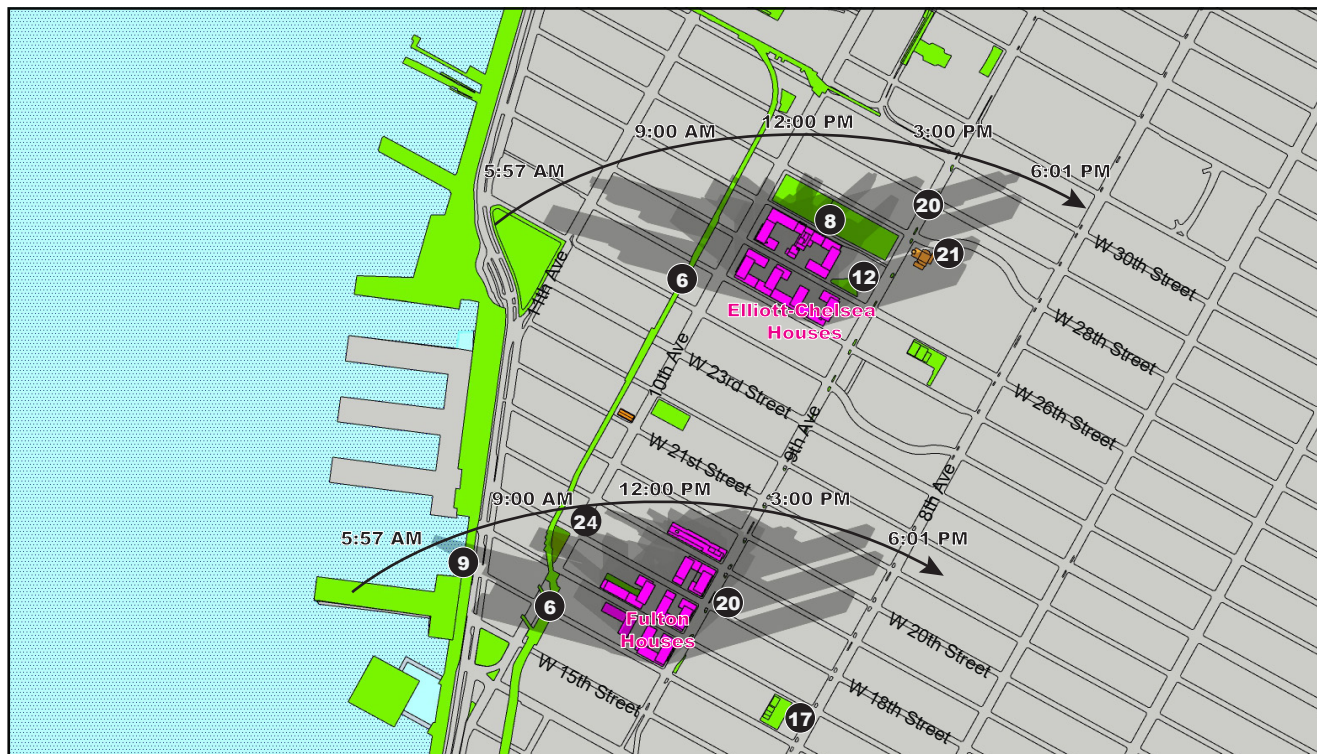 12:00 PM
9:00 AM
3:00 PM
5:57 AM
6:01 PM
20
8
21
W 30th Street
11th Ave
6
12
Elliott-Chelsea
Houses
W 28th Street
10th Ave
W 23rd Street
W 26th Street
9th Ave
W 21st Street
8th Ave
12:00 PM
9:00 AM
3:00 PM
24
5:57 AM
6:01 PM
9
6
20
Fulton
Houses
W 20th Street
W 15th Street
W 18th Street
17